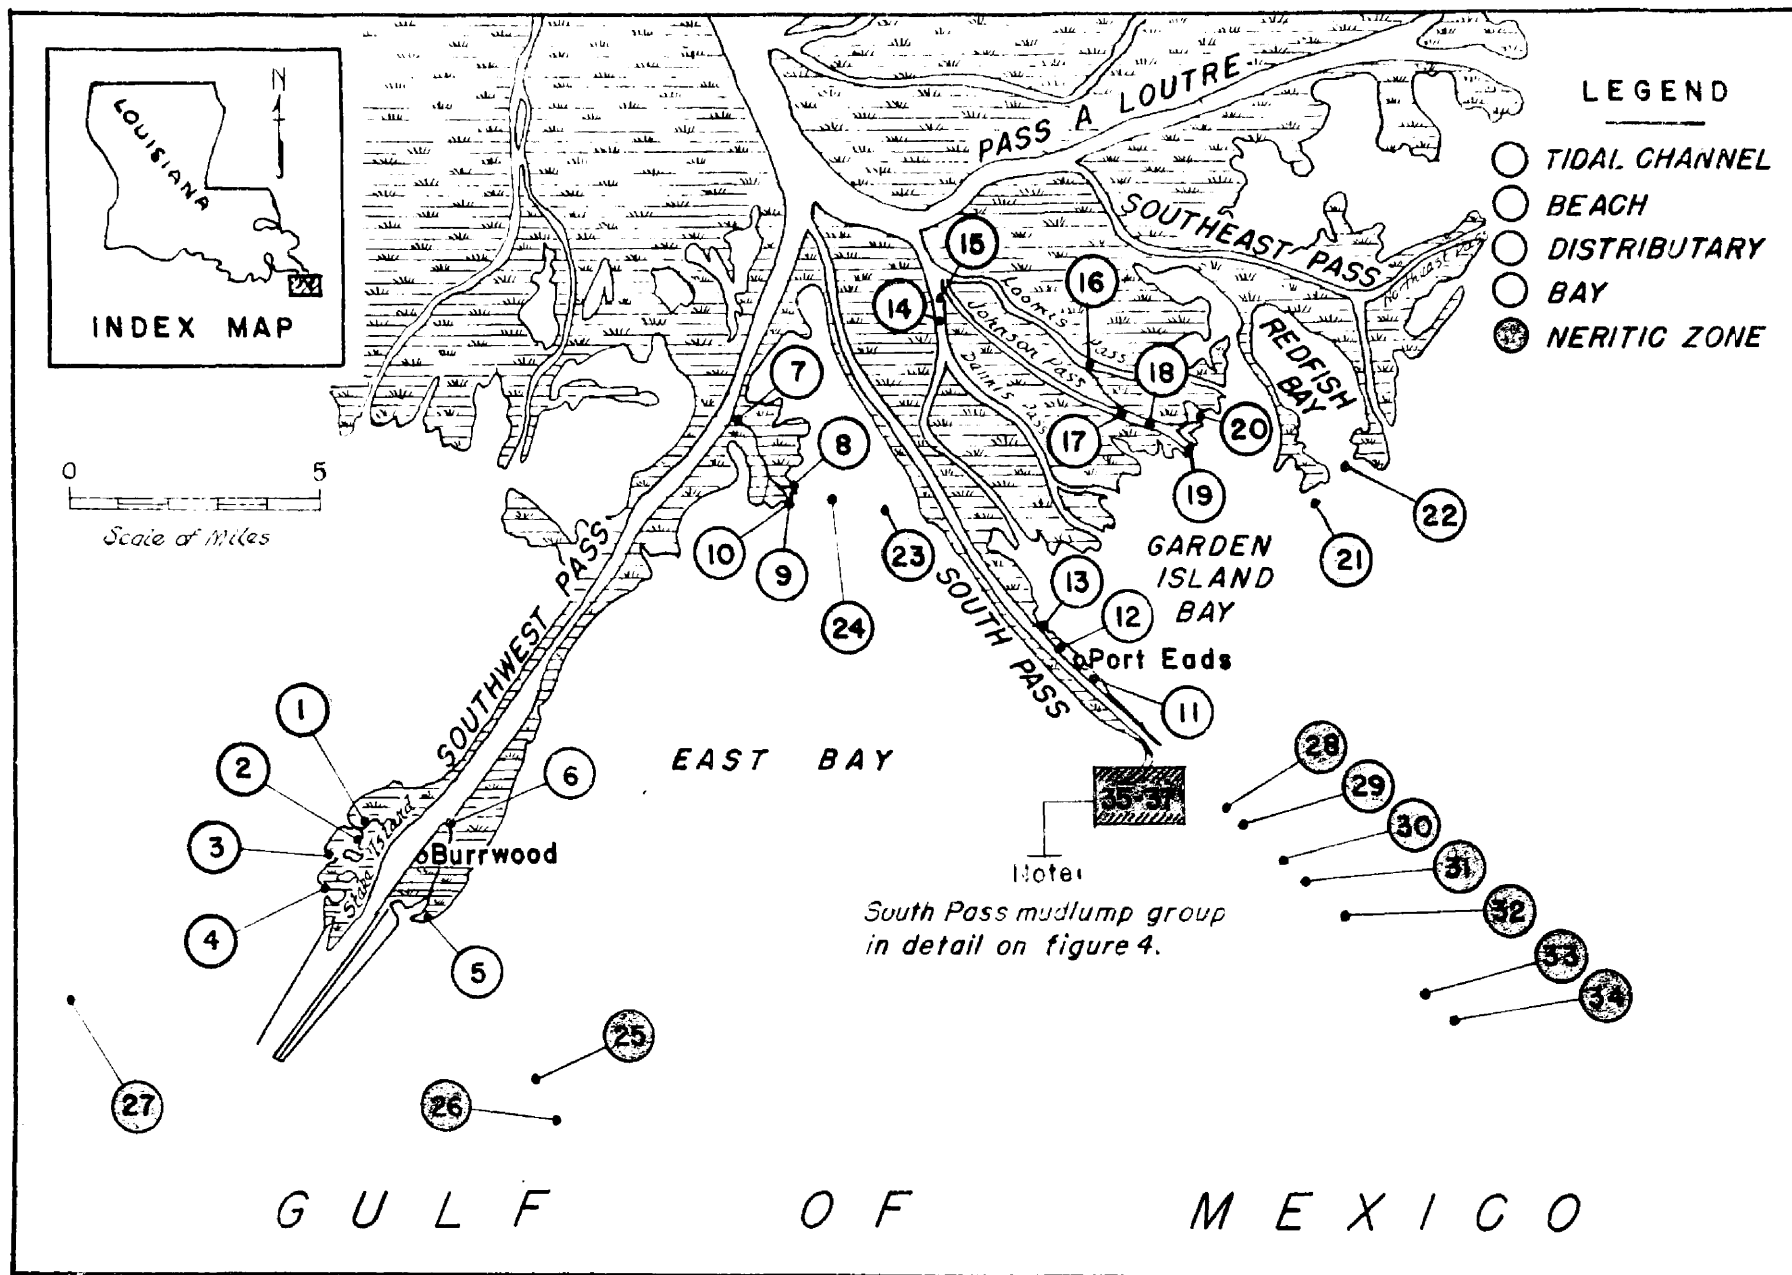 N
LOUISIANA
INDEX MAP
LEGEND
TIDAL CHANNEL
BEACH
DISTRIBUTARY
BAY
NERITIC ZONE
PASS A LOUTRE
SOUTHEAST PASS
Northeast Pass
REDFISH
BAY
Loomis Pass
Johnson Pass
15
14
16
18
17
20
19
22
21
7
8
10
9
23
24
0 5
Scale of Miles
SOUTHWEST PASS
SOUTH PASS
GARDEN
ISLAND
BAY
13
12
Port Eads
11
EAST BAY
1
2
3
4
6
5
Island
Burrwood
35-37
Note:
South Pass mudlump group
in detail on figure 4.
28
29
30
31
32
33
34
25
26
27
GULF OF MEXICO